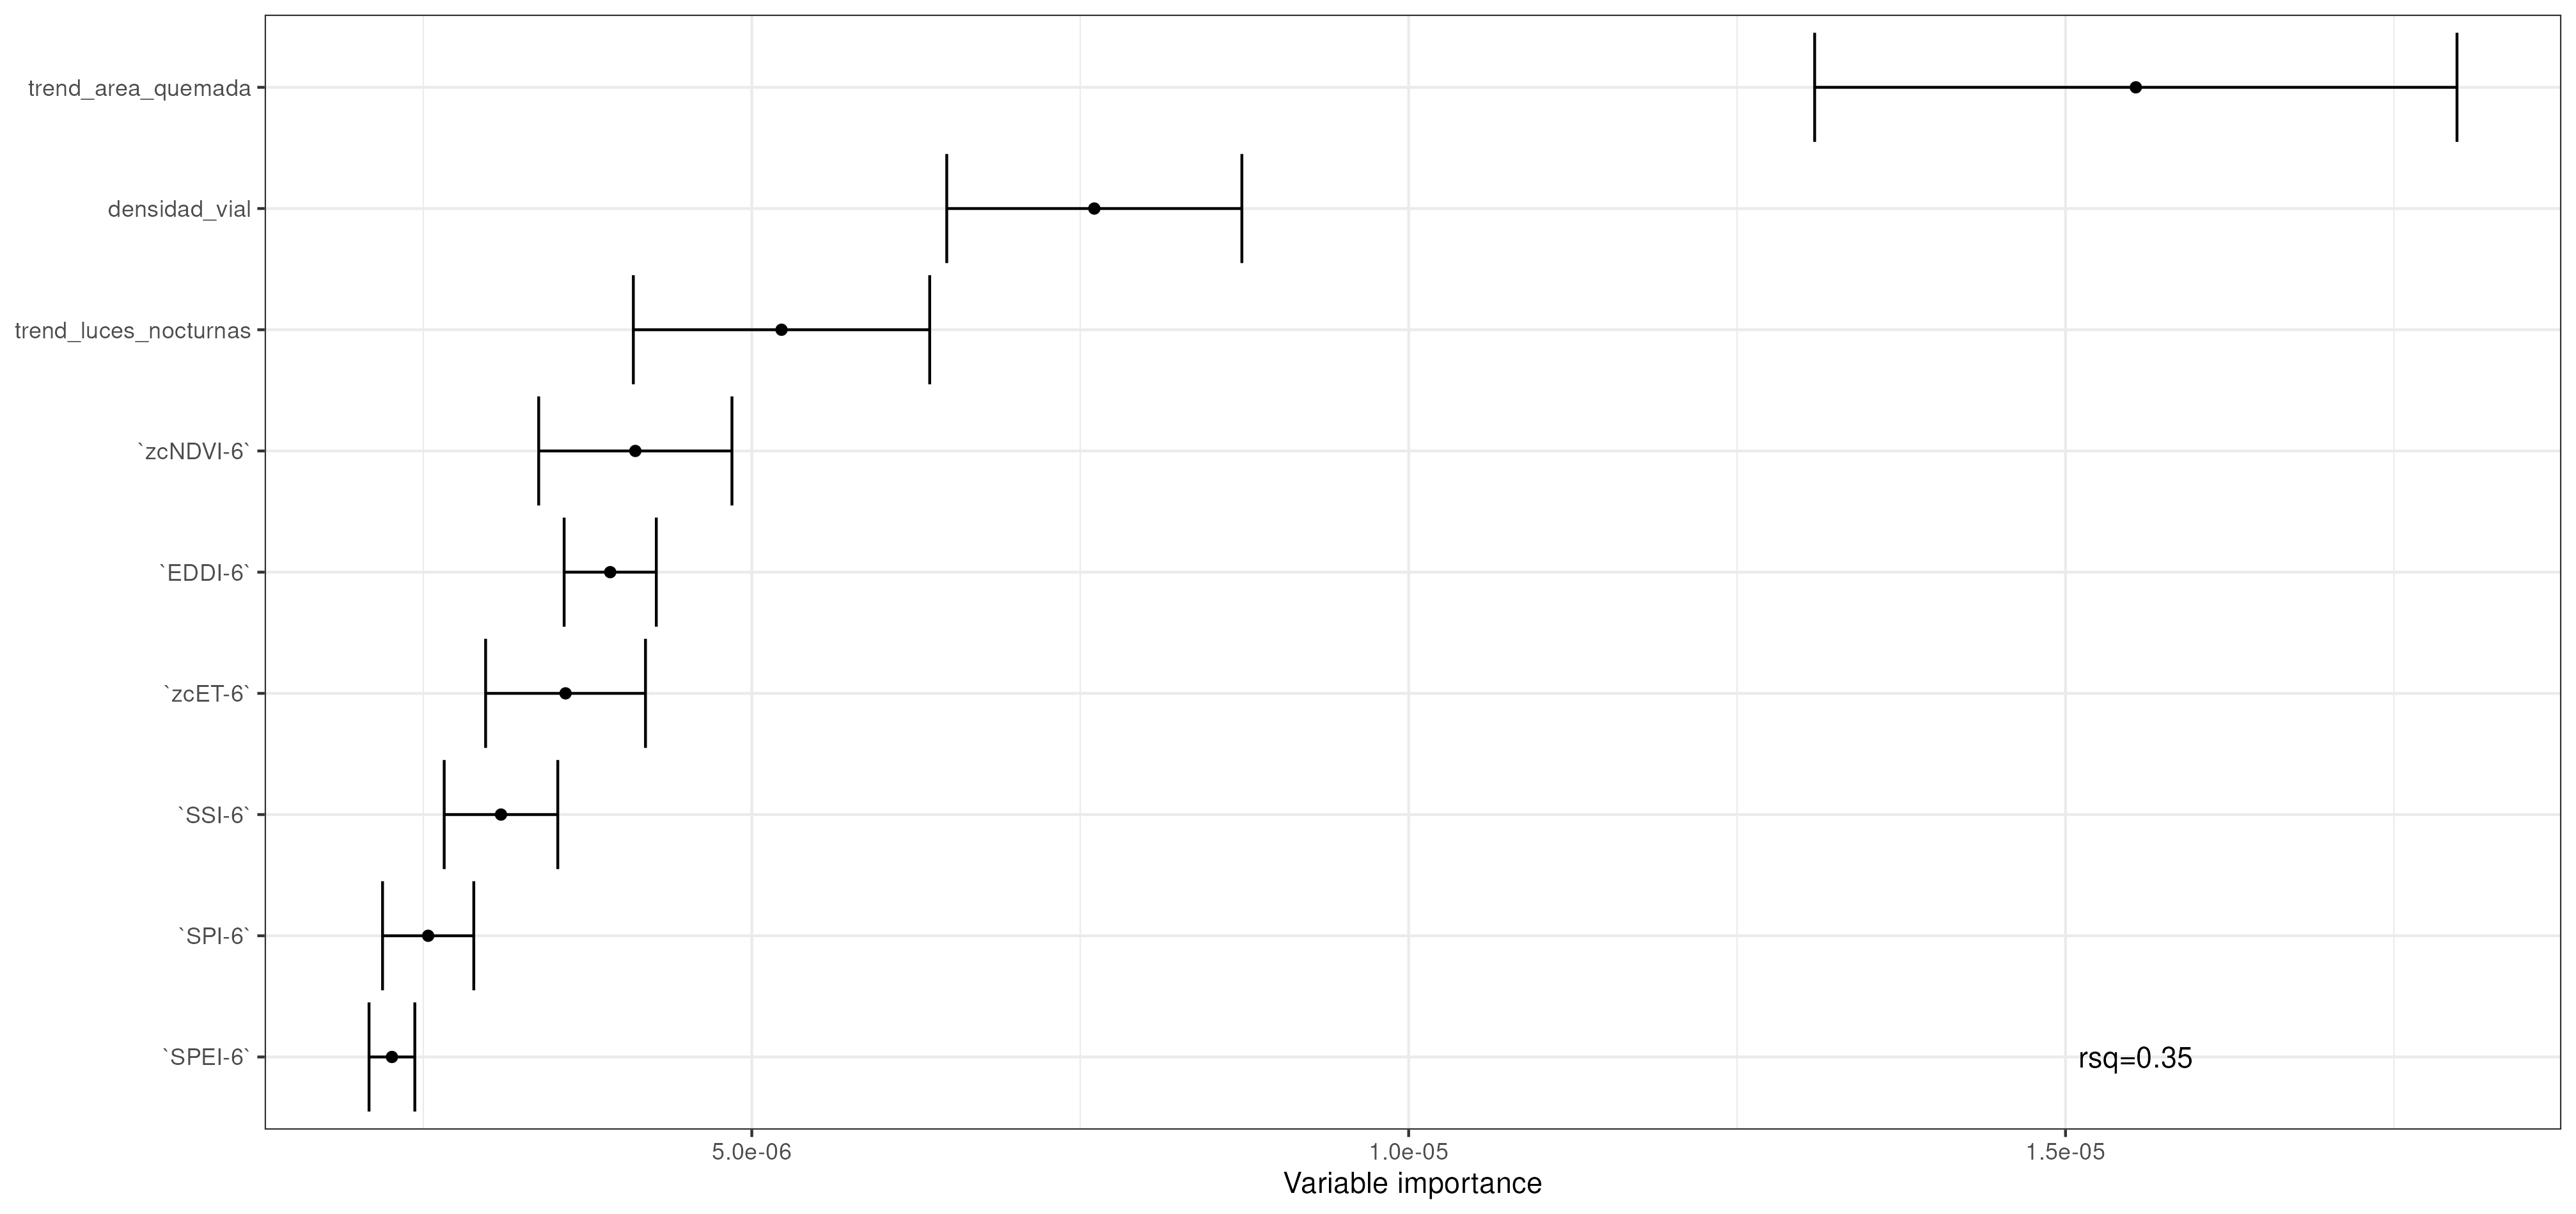 trend_area_quemada
densidad_vial
trend_luces_nocturnas
`zcNDVI-6`
`EDDI-6`
`zcET-6`
`SSI-6`
`SPI-6`
`SPEI-6`
rsq=0.35
5.0e-06 1.0e-05 1.5e-05
Variable importance